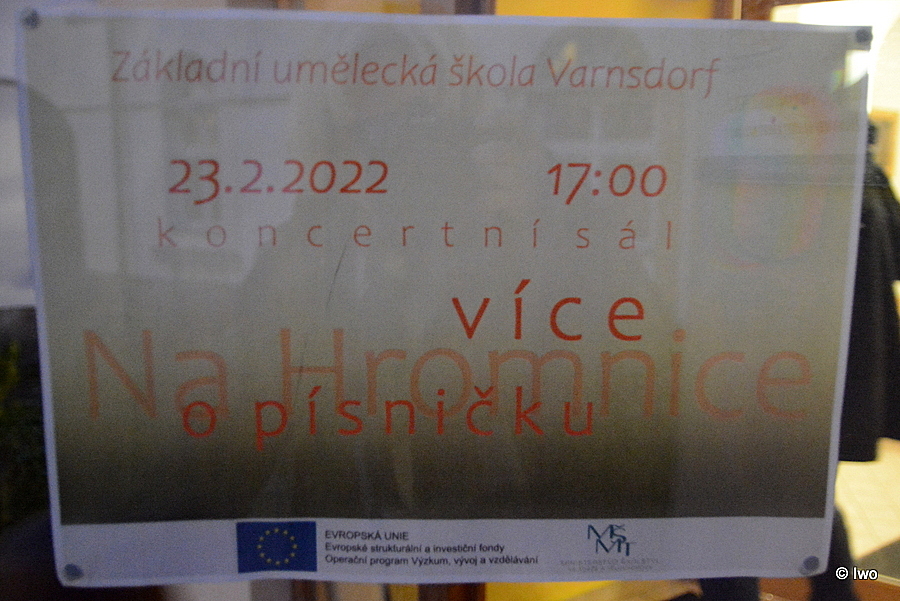 Základní umělecká škola Varnsdorf
23.2.2022 17:00
koncertní sál
více
Na Hromnice
o písničku
EVROPSKÁ UNIE
Evropské strukturální a investiční fondy
Operační program Výzkum, vývoj a vzdělávání
MŠMT
© Iwo